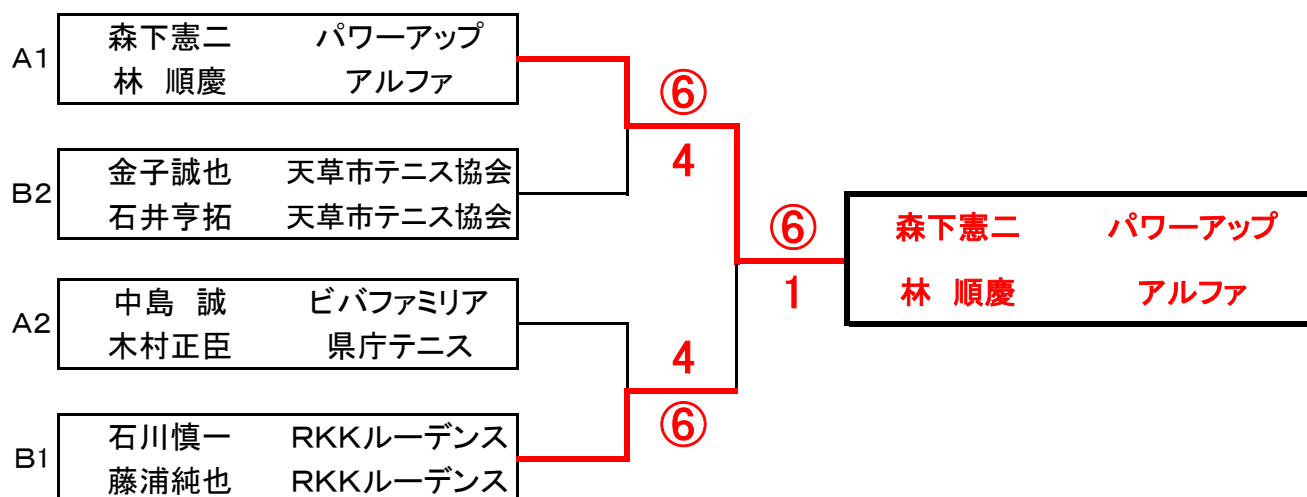 A1
森下憲二 パワーアップ
林 順慶 アルファ
B2
金子誠也 天草市テニス協会
石井亨拓 天草市テニス協会
A2
中島 誠 ビバファミリア
木村正臣 県庁テニス
B1
石川慎一 RKKルーデンス
藤浦純也 RKKルーデンス
⑥
4
4
⑥
⑥
1
森下憲二 パワーアップ
林 順慶 アルファ